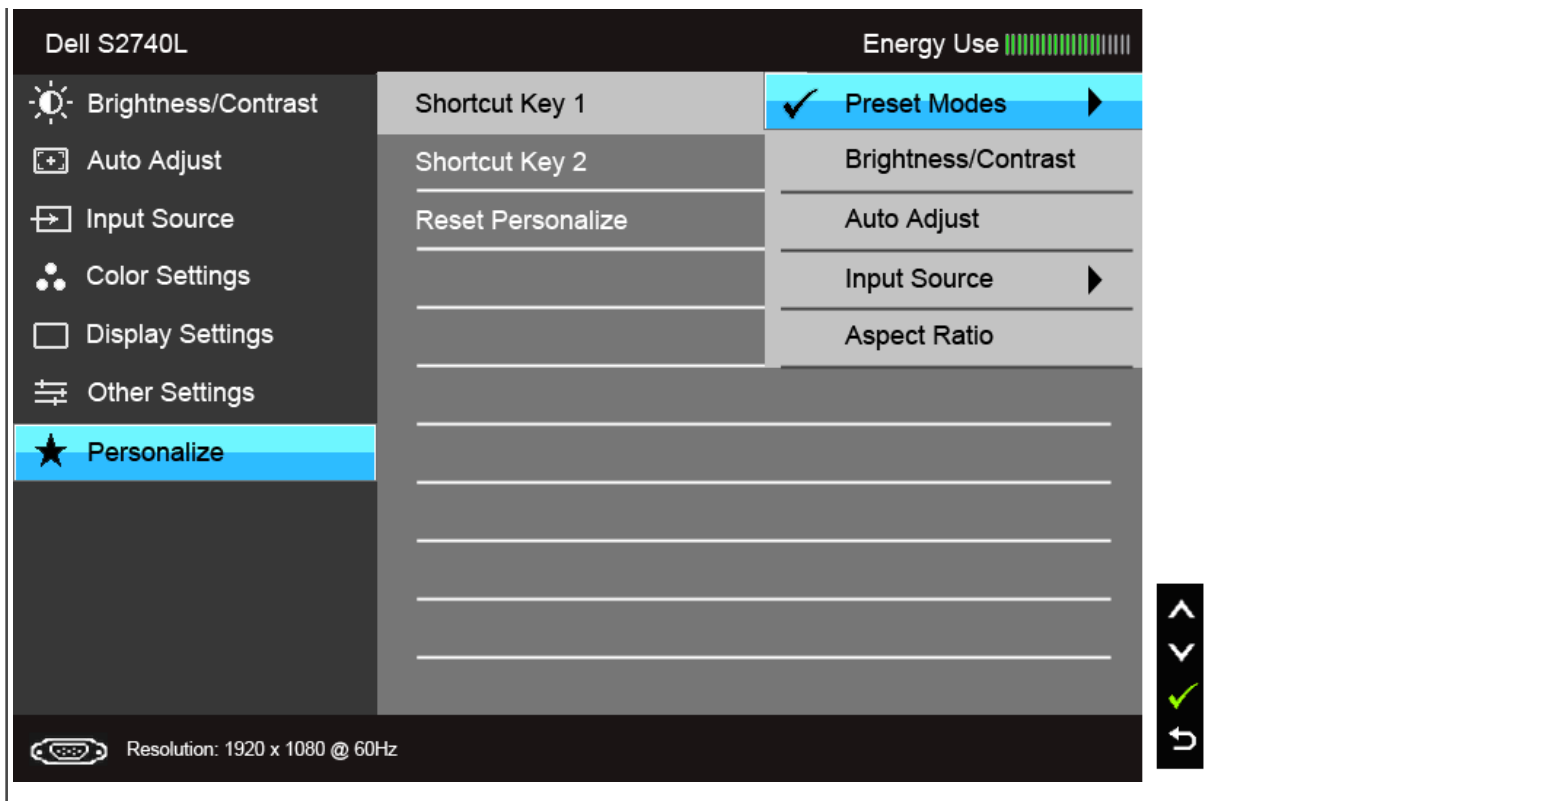 Dell S2740L
Energy Use
Brightness/Contrast
Auto Adjust
Input Source
Color Settings
Display Settings
Other Settings
Personalize
Shortcut Key 1
Shortcut Key 2
Reset Personalize
Preset Modes
Brightness/Contrast
Auto Adjust
Input Source
Aspect Ratio
Resolution: 1920 x 1080 @ 60Hz